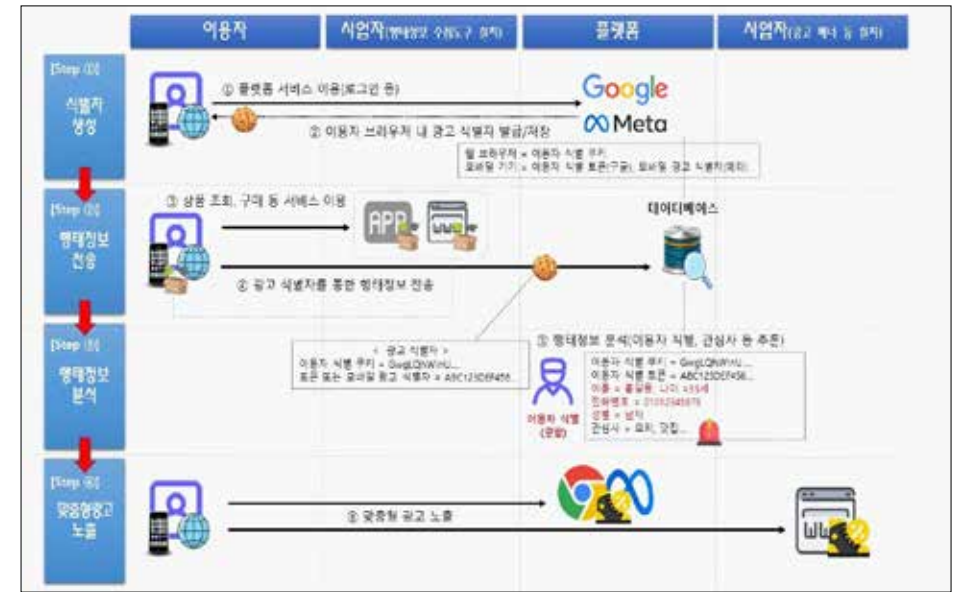 이용자
사업자(행태정보 수집도구 설치)
플랫폼
사업자(광고 배너 등 설치)
[Step ①]
식별자
생성
① 플랫폼 서비스 이용(로그인 등)
Google
Meta
② 이용자 브라우저 내 광고 식별자 발급/저장
웹 브라우저 = 이용자 식별 쿠키
모바일 기기 = 이용자 식별 토큰(구글), 모바일 광고 식별자(메타)
[Step ②]
행태정보
전송
③ 상품 조회, 구매 등 서비스 이용
APP
WWW
데이터베이스
④ 광고 식별자를 통한 행태정보 전송
[Step ③]
행태정보
분석
< 광고 식별자 >
이용자 식별 쿠키 =
토큰 또는 모바일 광고 식별자 = ABC123DEF456...
행태정보 분석(이용자 식별, 관심사 등 추론)
이용자 식별 쿠키 =
이용자 식별 토큰 = ABC123DEF456...
이름 = 홍길동, 나이 =
전화번호 = 01012345678
성별 = 남자
관심사 = 요리, 맛집...
이용자 식별
[Step ④]
맞춤형광고
노출
⑥ 맞춤형 광고 노출